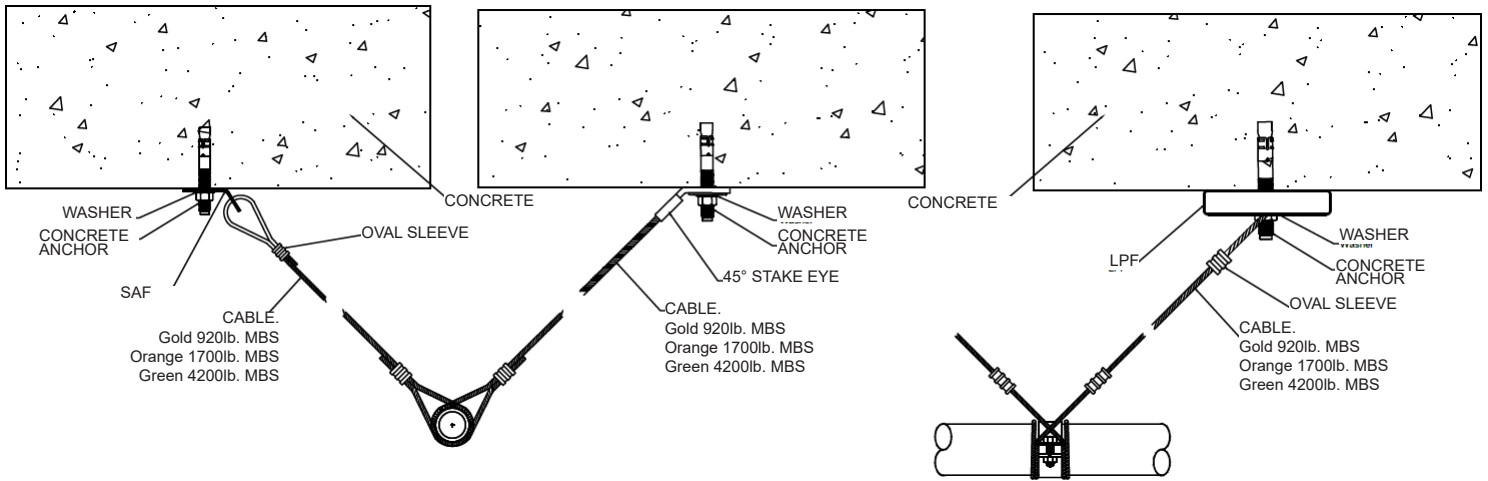 WASHER
CONCRETE
ANCHOR
SAF
CABLE.
Gold 920lb. MBS
Orange 1700lb. MBS
Green 4200lb. MBS
OVAL SLEEVE
CONCRETE
WASHER
CONCRETE
ANCHOR
45° STAKE EYE
CABLE.
Gold 920lb. MBS
Orange 1700lb. MBS
Green 4200lb. MBS
CONCRETE
LPF
WASHER
CONCRETE
ANCHOR
OVAL SLEEVE
CABLE.
Gold 920lb. MBS
Orange 1700lb. MBS
Green 4200lb. MBS